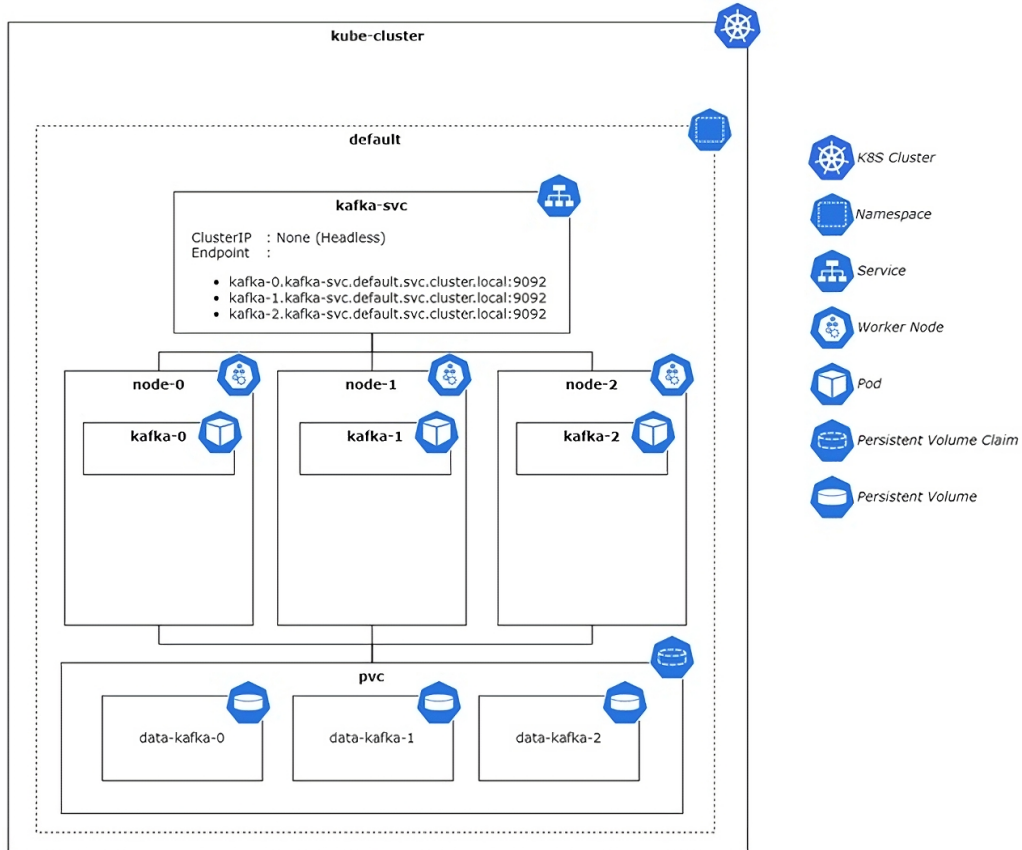 kube-cluster
default
kafka-svc
ClusterIP : None (Headless)
Endpoint :
• kafka-0.kafka-svc.default.svc.cluster.local:9092
• kafka-1.kafka-svc.default.svc.cluster.local:9092
• kafka-2.kafka-svc.default.svc.cluster.local:9092
node-0
node-1
node-2
kafka-0
kafka-1
kafka-2
pvc
data-kafka-0
data-kafka-1
data-kafka-2
K8S Cluster
Namespace
Service
Worker Node
Pod
Persistent Volume Claim
Persistent Volume